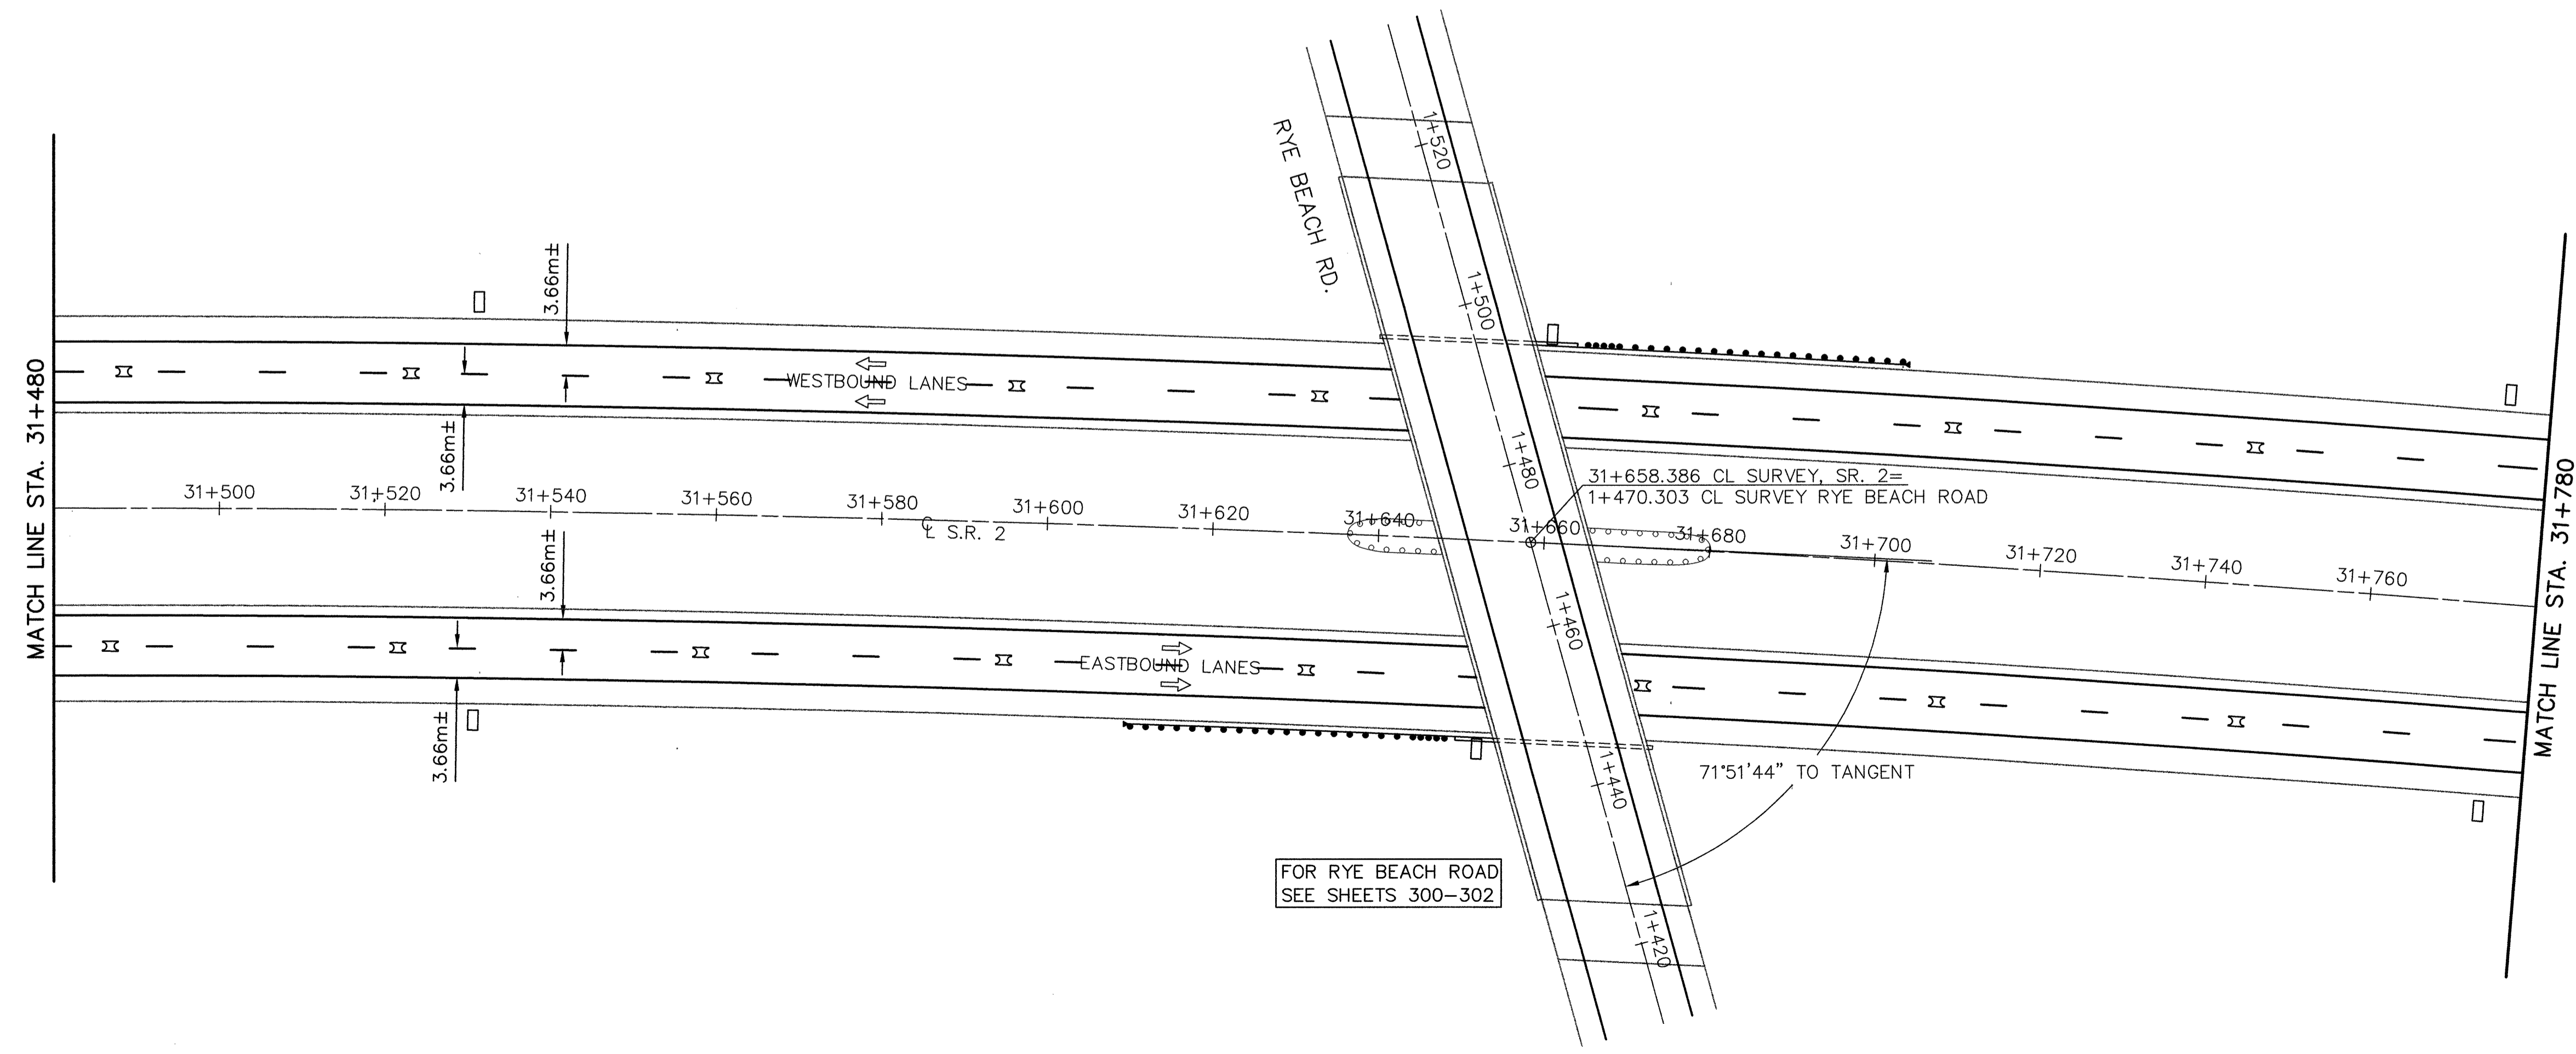 MATCH LINE STA. 31+480
3.66m±
3.66m±
WESTBOUND LANES
31+500
31+520
31+540
31+560
31+580
31+600
31+620
31+640
31+660
31+680
31+700
31+720
31+740
31+760
℄ S.R. 2
3.66m±
3.66m±
EASTBOUND LANES
RYE BEACH RD.
1+520
1+500
1+480
1+460
1+440
1+420
31+658.386 CL SURVEY, SR. 2=
1+470.303 CL SURVEY RYE BEACH ROAD
71°51'44" TO TANGENT
FOR RYE BEACH ROAD
SEE SHEETS 300-302
MATCH LINE STA. 31+780